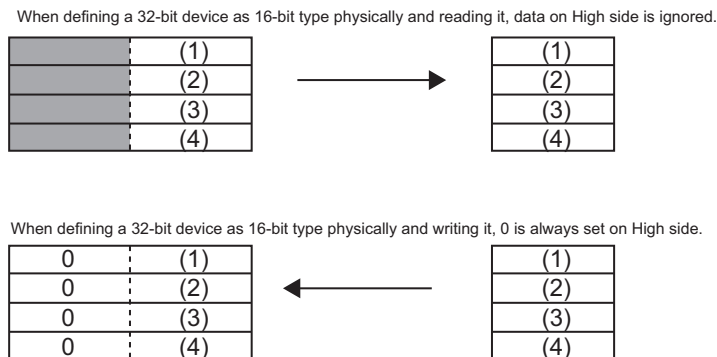 When defining a 32-bit device as 16-bit type physically and reading it, data on High side is ignored.
(1) (1)
(2) (2)
(3) (3)
(4) (4)
When defining a 32-bit device as 16-bit type physically and writing it, 0 is always set on High side.
0 (1) (1)
0 (2) (2)
0 (3) (3)
0 (4) (4)